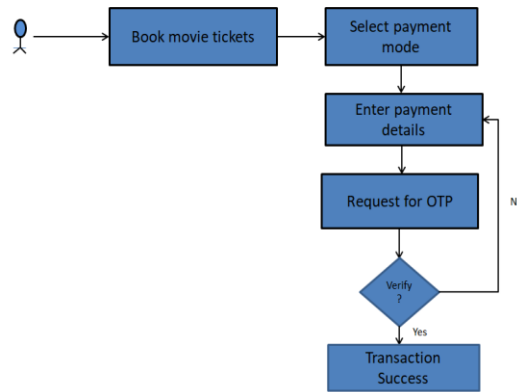 Book movie tickets
Select payment
mode
Enter payment
details
Request for OTP
N
Verify
?
Yes
Transaction
Success